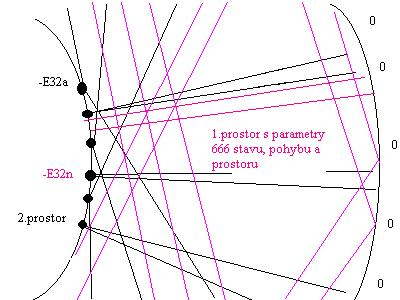 0
0
-E32a
1.prostor s parametry
666 stavu, pohybu a
prostoru
0
-E32n
2.prostor
0
0